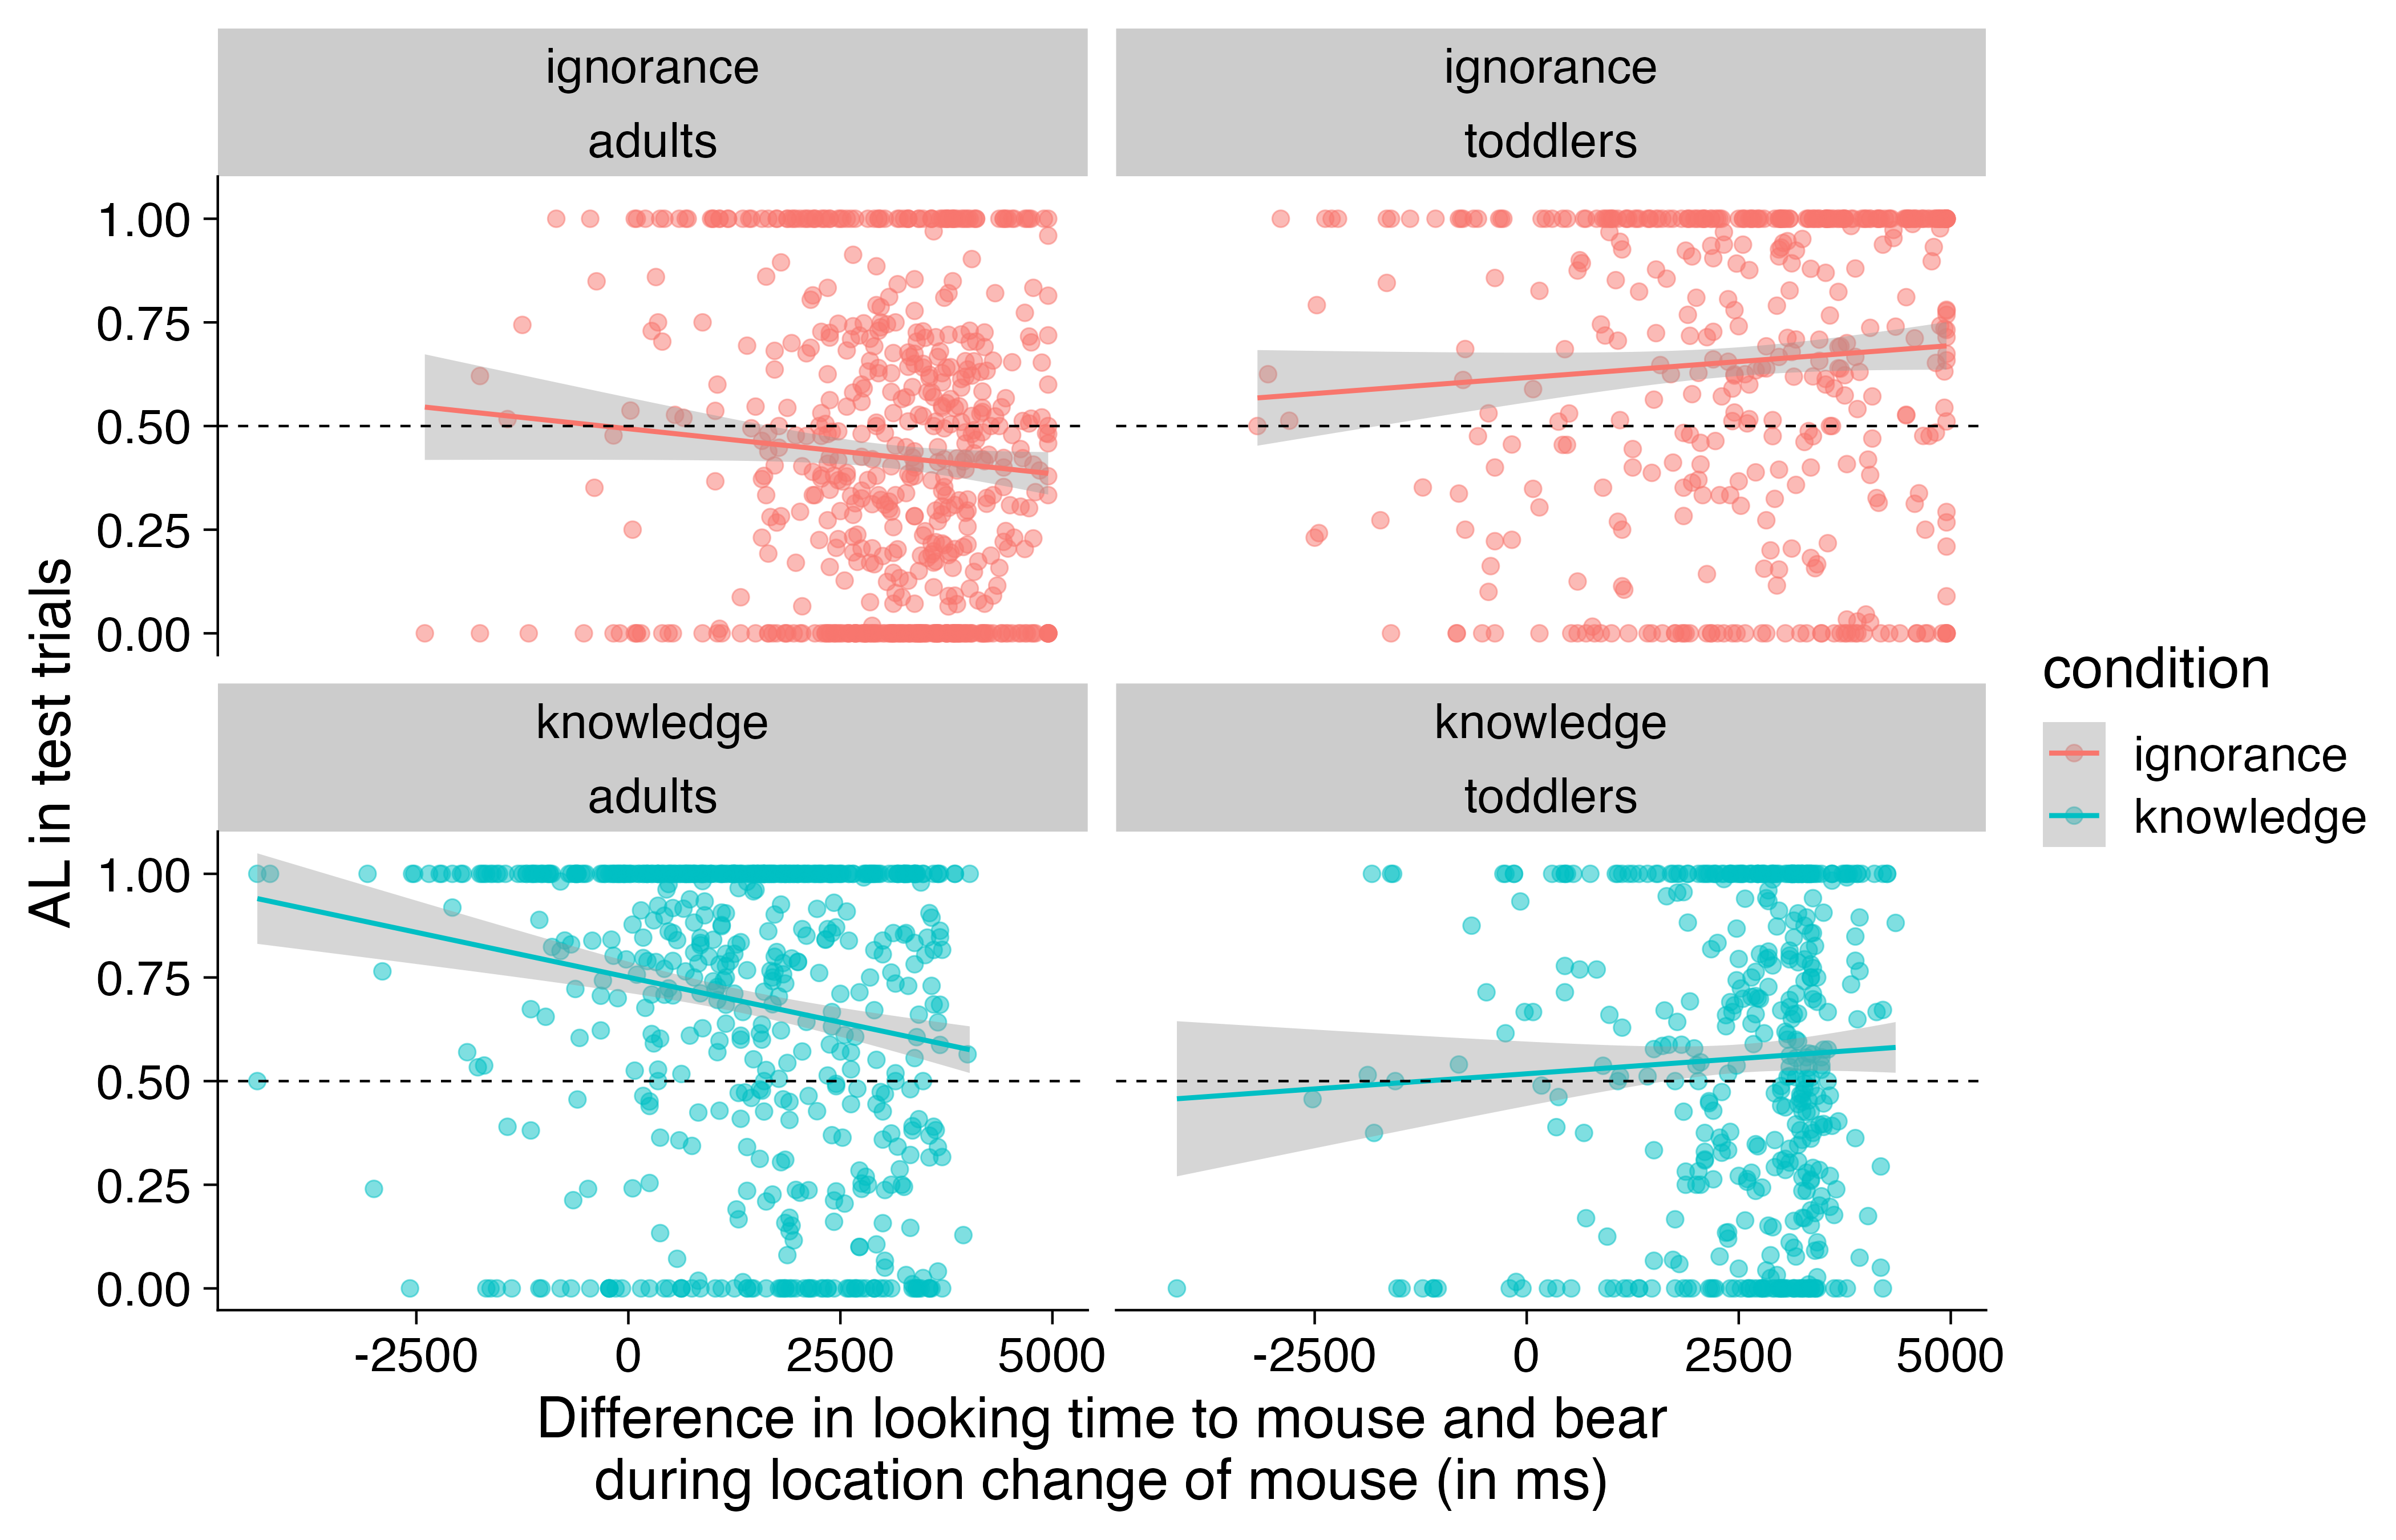 ignorance
adults
ignorance
toddlers
1.00
0.75
0.50
0.25
0.00
knowledge
adults
knowledge
toddlers
1.00
0.75
0.50
0.25
0.00
-2500 0 2500 5000
-2500 0 2500 5000
AL in test trials
Difference in looking time to mouse and bear
during location change of mouse (in ms)
condition
ignorance
knowledge